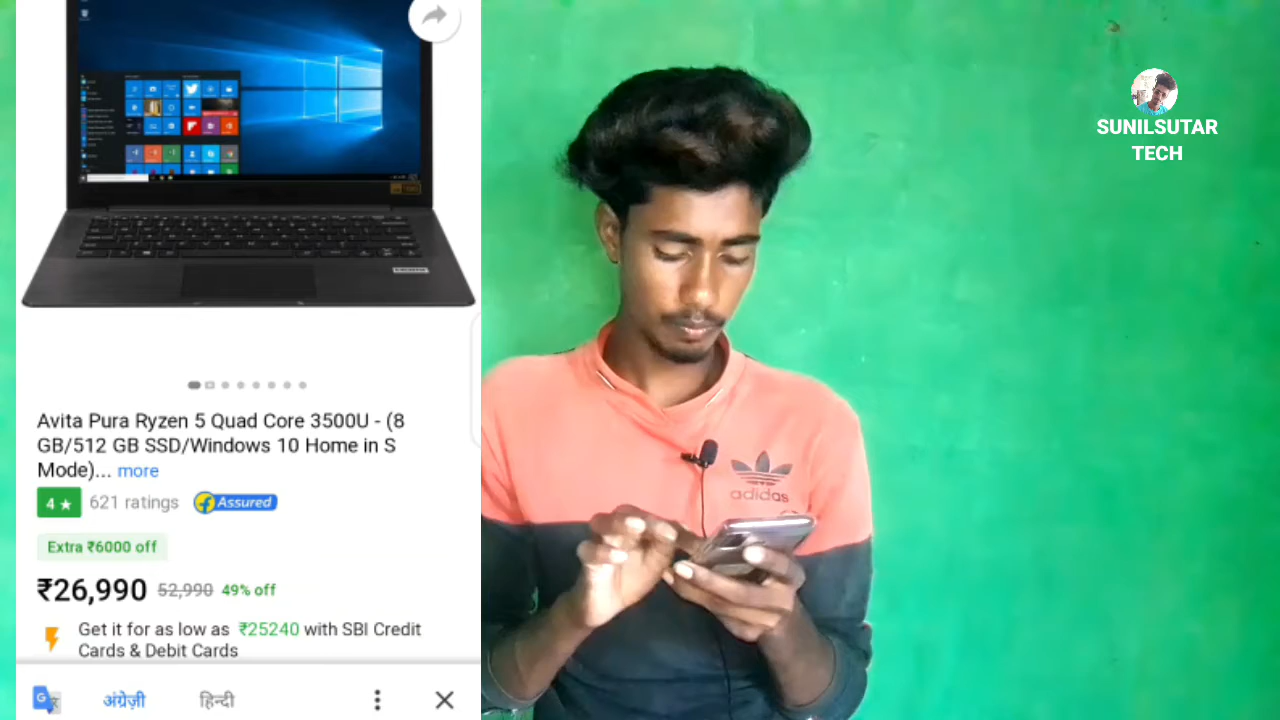 Avita Pura Ryzen 5 Quad Core 3500U - (8
GB/512 GB SSD/Windows 10 Home in S
Mode)... more
4 ★ 621 ratings f Assured
Extra ₹6000 off
₹26,990 52,990 49% off
Get it for as low as ₹25240 with SBI Credit
Cards & Debit Cards
अंग्रेज़ी हिन्दी
adidas
SUNILSUTAR
TECH